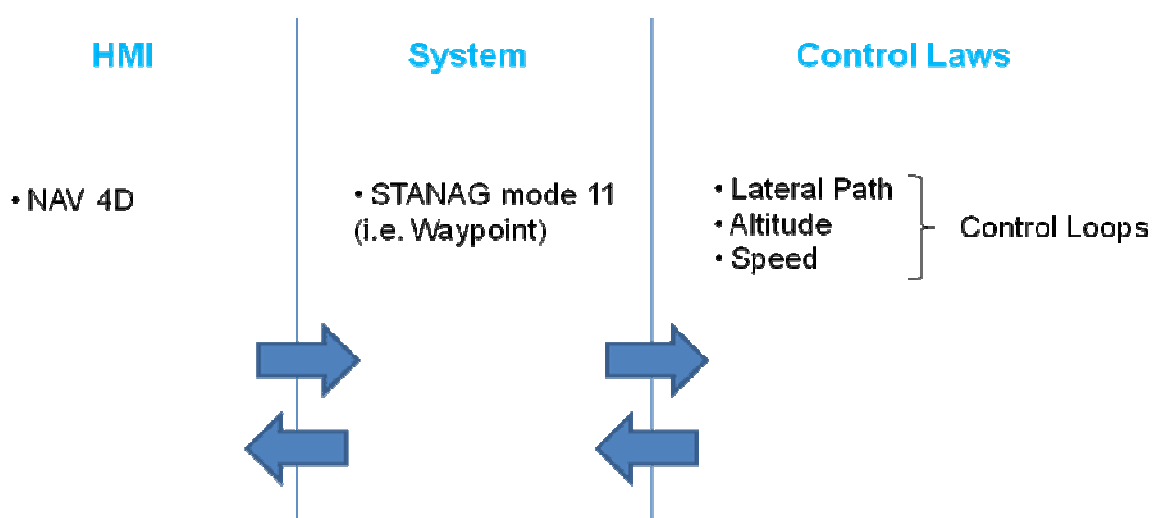 HMI
System
Control Laws
• NAV 4D
• STANAG mode 11
(i.e. Waypoint)
• Lateral Path
• Altitude
• Speed
Control Loops